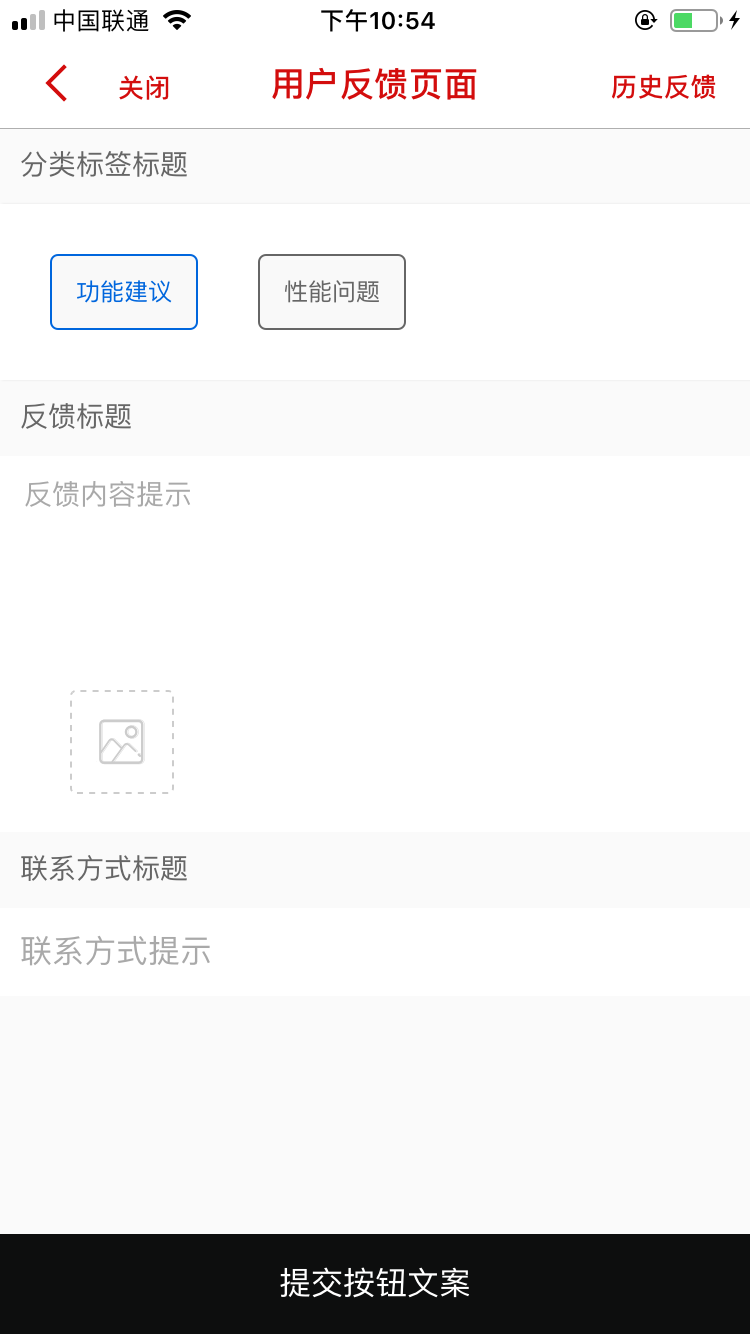 中国联通 下午10:54
关闭 用户反馈页面 历史反馈
分类标签标题
功能建议 性能问题
反馈标题
反馈内容提示
联系方式标题
联系方式提示
提交按钮文案